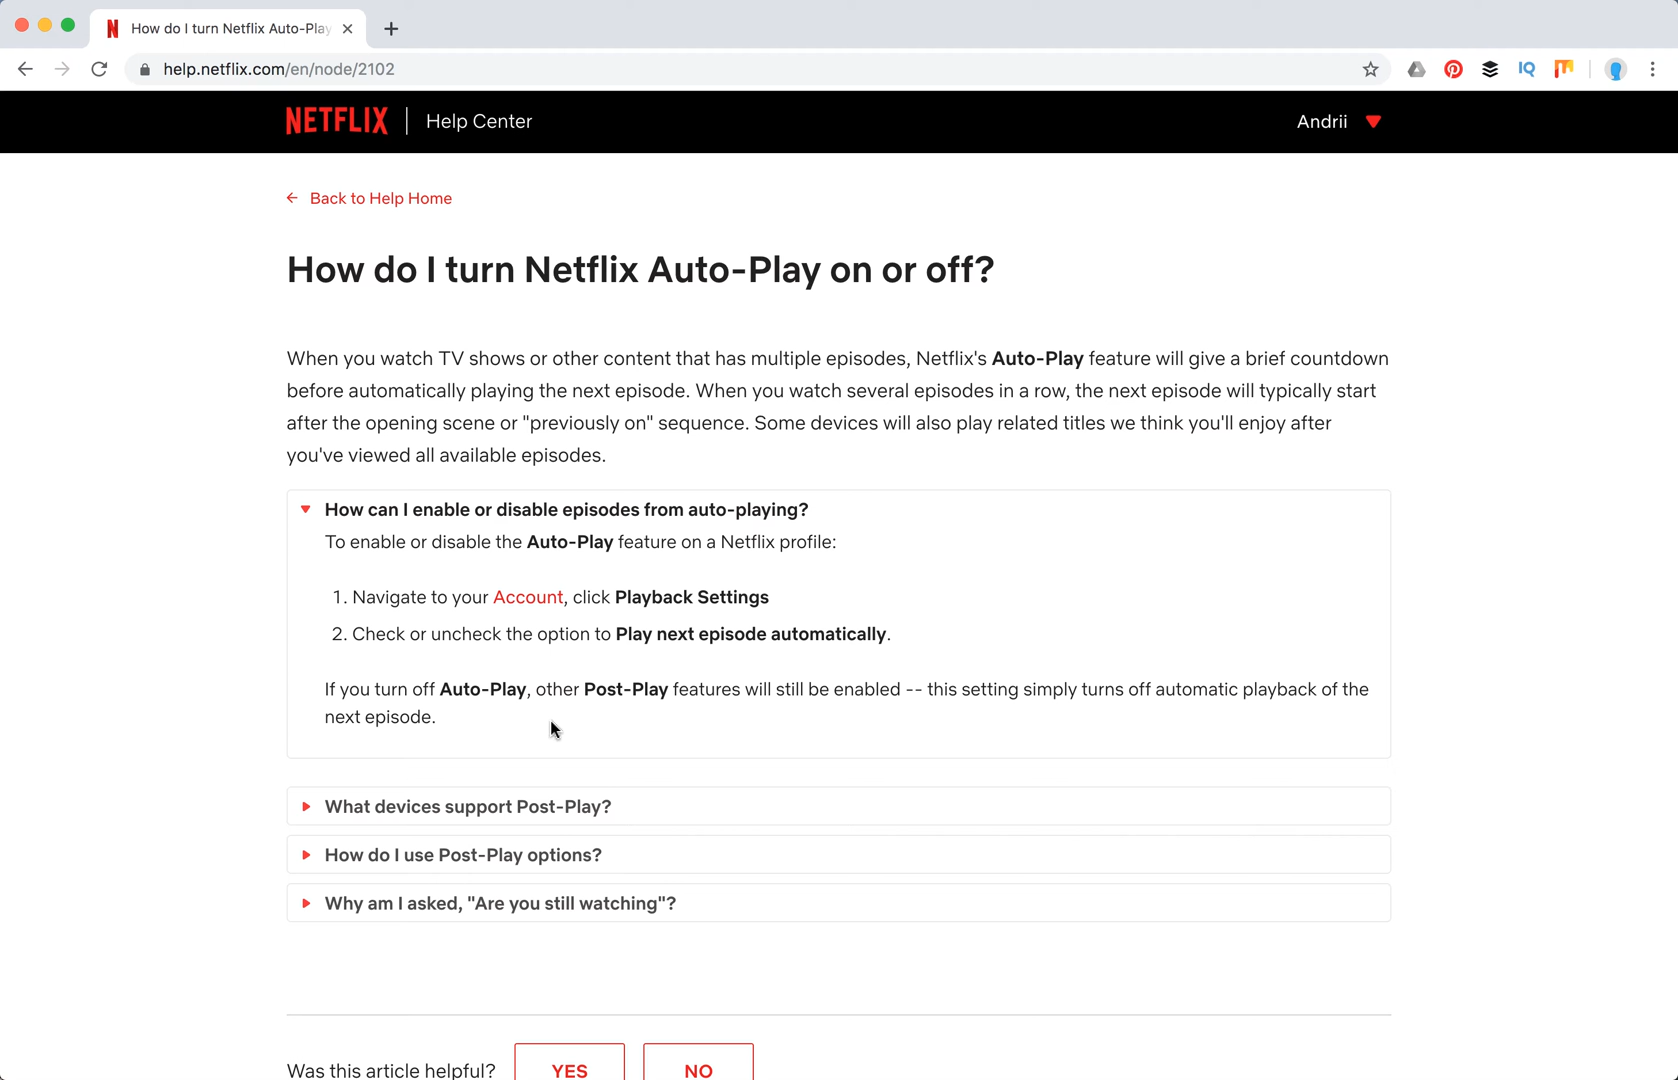 How do I turn Netflix Auto-Play
help.netflix.com/en/node/2102
IQ
NETFLIX Help Center
Andrii
Back to Help Home
How do I turn Netflix Auto-Play on or off?
When you watch TV shows or other content that has multiple episodes, Netflix's Auto-Play feature will give a brief countdown
before automatically playing the next episode. When you watch several episodes in a row, the next episode will typically start
after the opening scene or "previously on" sequence. Some devices will also play related titles we think you'll enjoy after
you've viewed all available episodes.
How can I enable or disable episodes from auto-playing?
To enable or disable the Auto-Play feature on a Netflix profile:
1. Navigate to your Account, click Playback Settings
2. Check or uncheck the option to Play next episode automatically.
If you turn off Auto-Play, other Post-Play features will still be enabled -- this setting simply turns off automatic playback of the
next episode.
What devices support Post-Play?
How do I use Post-Play options?
Why am I asked, "Are you still watching"?
Was this article helpful? YES NO